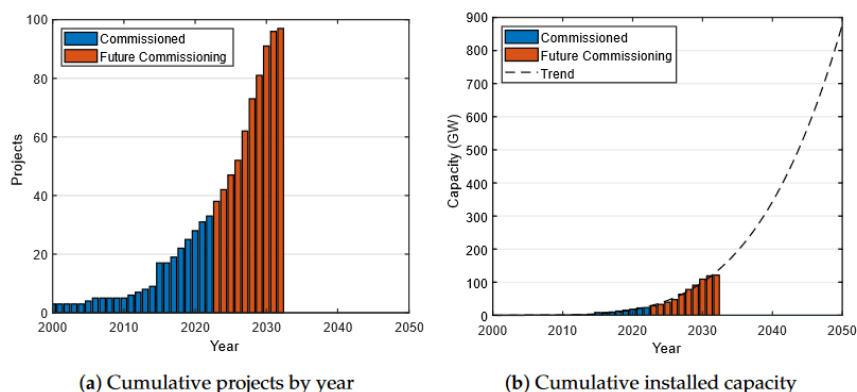 100
80
60
40
20
0
Projects
Commissioned
Future Commissioning
2000 2010 2020 2030 2040 2050
Year
(a) Cumulative projects by year
900
800
700
600
500
400
300
200
100
0
Capacity (GW)
Commissioned
Future Commissioning
Trend
2000 2010 2020 2030 2040 2050
Year
(b) Cumulative installed capacity